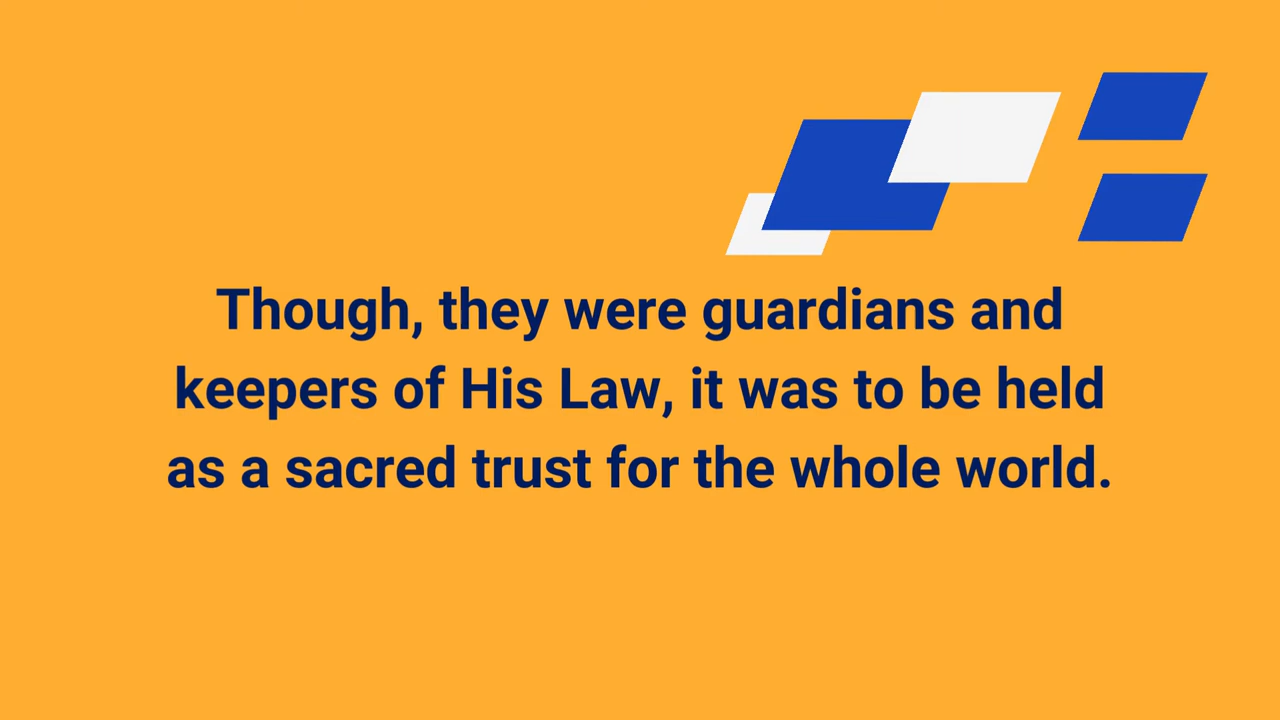 Though, they were guardians and
keepers of His Law, it was to be held
as a sacred trust for the whole world.